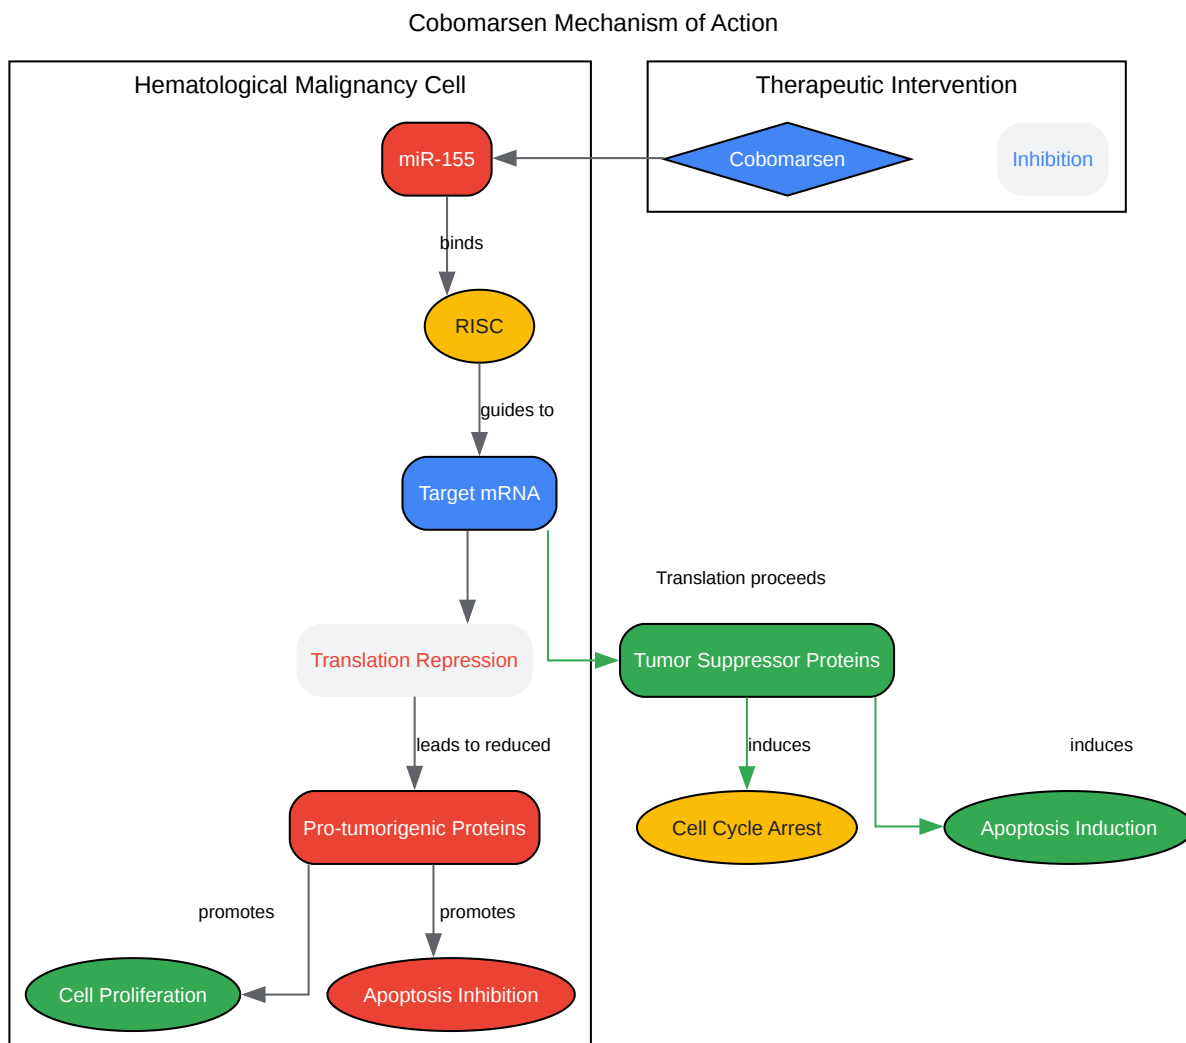 Cobomarsen Mechanism of Action
Hematological Malignancy Cell
Therapeutic Intervention
miR-155
Cobomarsen
Inhibition
binds
RISC
guides to
Target mRNA
Translation proceeds
Translation Repression
Tumor Suppressor Proteins
leads to reduced
induces
induces
Pro-tumorigenic Proteins
Cell Cycle Arrest
Apoptosis Induction
promotes
promotes
Cell Proliferation
Apoptosis Inhibition